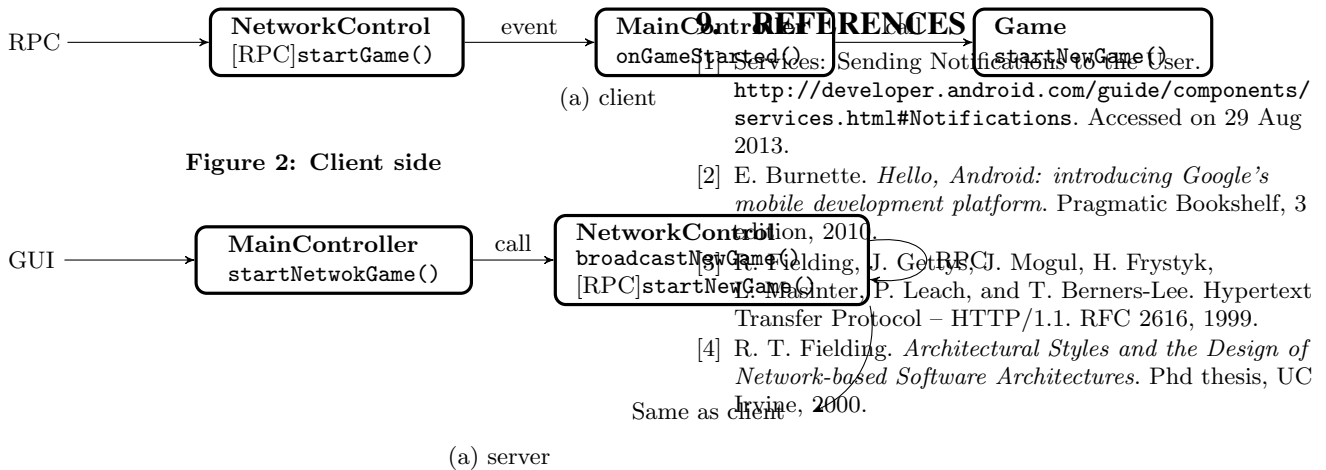 RPC
NetworkControl
[RPC]startGame()
event
MainController
onGameStarted()
call
Game
startNewGame()
(a) client
Figure 2: Client side
GUI
MainController
startNetwokGame()
call
NetworkControl
broadcastNewGame()
[RPC]startNewGame()
RPC
Same as client
(a) server
9. REFERENCES
[1] Services: Sending Notifications to the User.
http://developer.android.com/guide/components/
services.html#Notifications. Accessed on 29 Aug
2013.
[2] E. Burnette. Hello, Android: introducing Google's
mobile development platform. Pragmatic Bookshelf, 3
edition, 2010.
[3] R. Fielding, J. Gettys, J. Mogul, H. Frystyk,
L. Masinter, P. Leach, and T. Berners-Lee. Hypertext
Transfer Protocol – HTTP/1.1. RFC 2616, 1999.
[4] R. T. Fielding. Architectural Styles and the Design of
Network-based Software Architectures. Phd thesis, UC
Irvine, 2000.